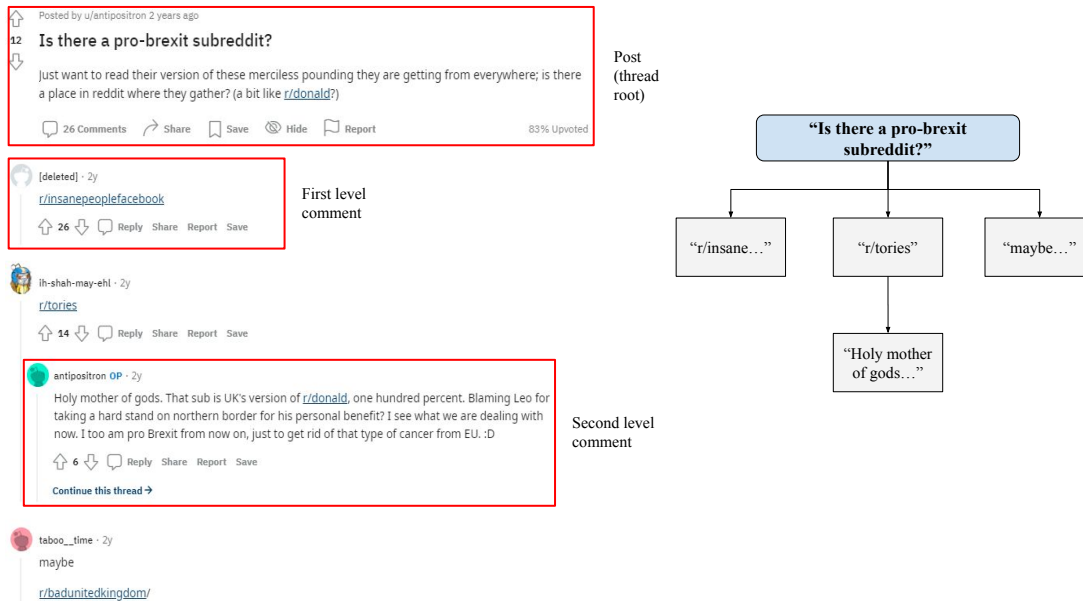 Posted by u/antipositron 2 years ago
12
Is there a pro-brexit subreddit?
Just want to read their version of these merciless pounding they are getting from everywhere; is there
a place in reddit where they gather? (a bit like r/donald?)
26 Comments Share Save Hide Report 83% Upvoted
Post
(thread
root)
[deleted] · 2y
r/insanepeoplefacebook
26 Reply Share Report Save
First level
comment
ih-shah-may-ehl · 2y
r/tories
14 Reply Share Report Save
antipositron OP · 2y
Holy mother of gods. That sub is UK's version of r/donald, one hundred percent. Blaming Leo for
taking a hard stand on northern border for his personal benefit? I see what we are dealing with
now. I too am pro Brexit from now on, just to get rid of that type of cancer from EU. :D
6 Reply Share Report Save
Continue this thread →
Second level
comment
taboo__time · 2y
maybe
r/badunitedkingdom/
“Is there a pro-brexit
subreddit?”
“r/insane…” “r/tories” “maybe…”
“Holy mother
of gods…”